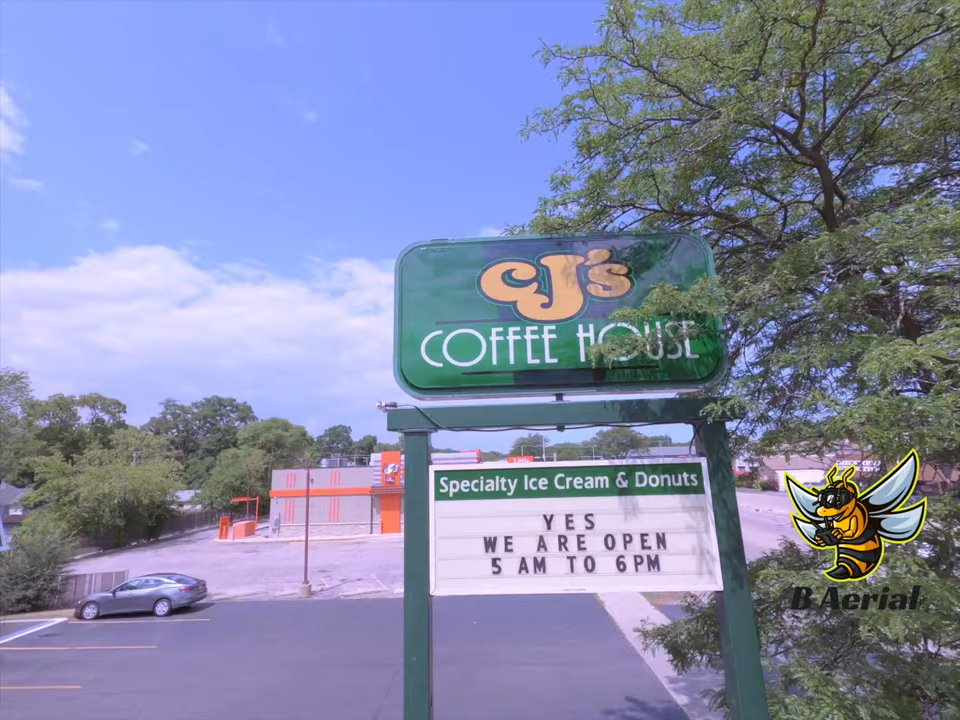 CJ's
COFFEE HOUSE
Specialty Ice Cream & Donuts
YES
WE ARE OPEN
5 AM TO 6PM
B Aerial